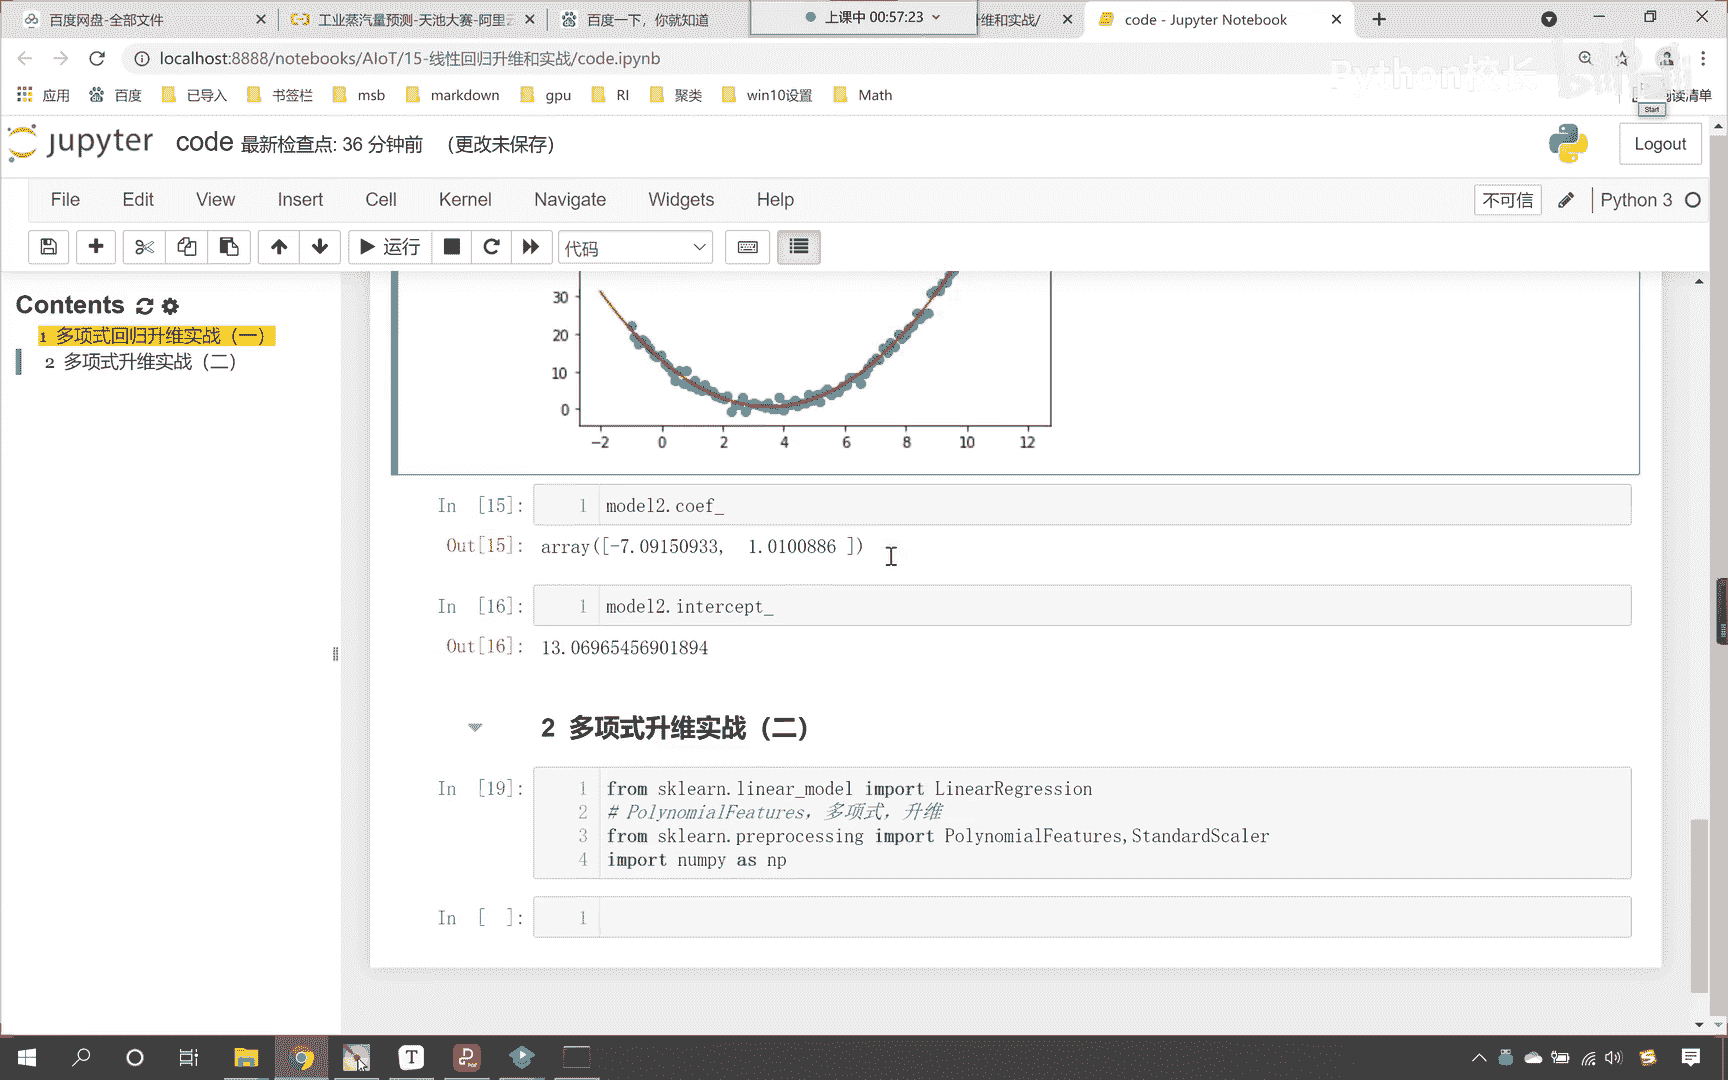 百度网盘-全部文件
工业蒸汽量预测-天池大赛-阿里云
百度一下，你就知道
上课中 00:57:23
维和实战/
code - Jupyter Notebook
localhost:8888/notebooks/AIoT/15-线性回归升维和实战/code.ipynb
应用
百度
已导入
书签栏
msb
markdown
gpu
RI
聚类
win10设置
Math
阅读清单
Start
jupyter
code 最新检查点: 36 分钟前 (更改未保存)
Logout
File Edit View Insert Cell Kernel Navigate Widgets Help
不可信
Python 3
运行
代码
Contents
1 多项式回归升维实战（一）
2 多项式升维实战（二）
30
20
10
0
−2 0 2 4 6 8 10 12
In [15]: 1 model2.coef_
Out[15]: array([-7.09150933, 1.0100886 ])
In [16]: 1 model2.intercept_
Out[16]: 13.06965456901894
2 多项式升维实战（二）
In [19]: 1 from sklearn.linear_model import LinearRegression
2 # PolynomialFeatures, 多项式, 升维
3 from sklearn.preprocessing import PolynomialFeatures,StandardScaler
4 import numpy as np
In [ ]: 1